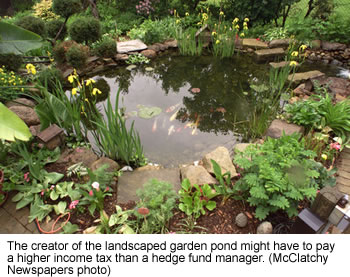 The creator of the landscaped garden pond might have to pay
a higher income tax than a hedge fund manager. (McClatchy
Newspapers photo)